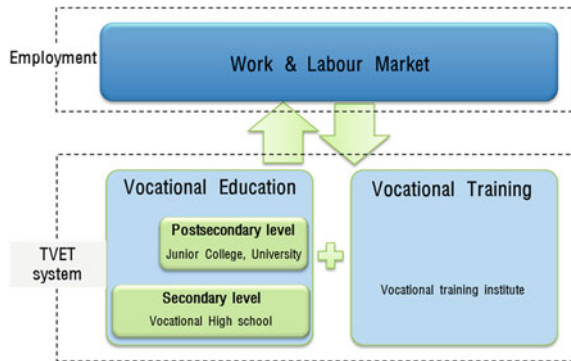 Employment
Work & Labour Market
Vocational Education
Vocational Training
Postsecondary level
Junior College, University
TVET
system
Vocational training institute
Secondary level
Vocational High school